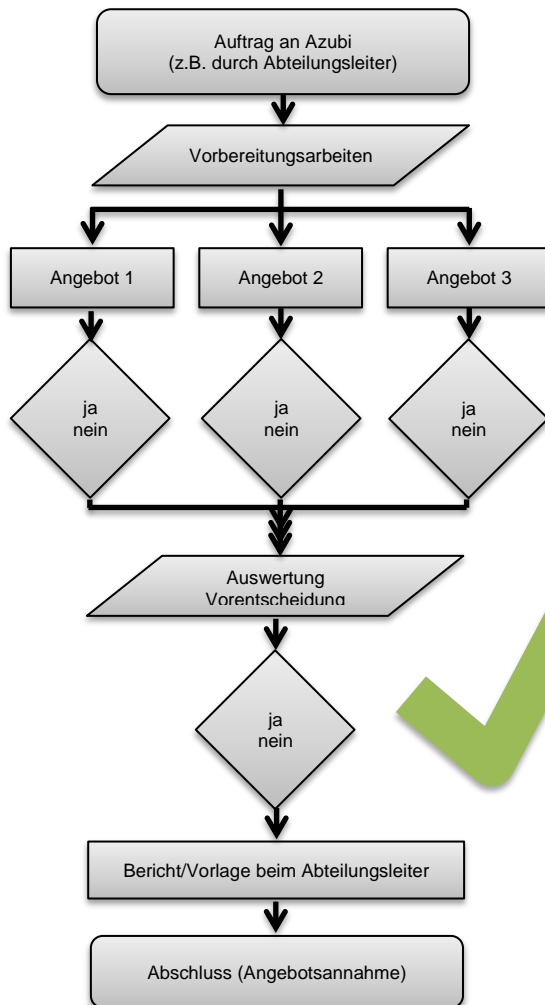 Auftrag an Azubi
(z.B. durch Abteilungsleiter)
Vorbereitungsarbeiten
Angebot 1
Angebot 2
Angebot 3
ja
nein
ja
nein
ja
nein
Auswertung
Vorentscheidung
ja
nein
Bericht/Vorlage beim Abteilungsleiter
Abschluss (Angebotsannahme)